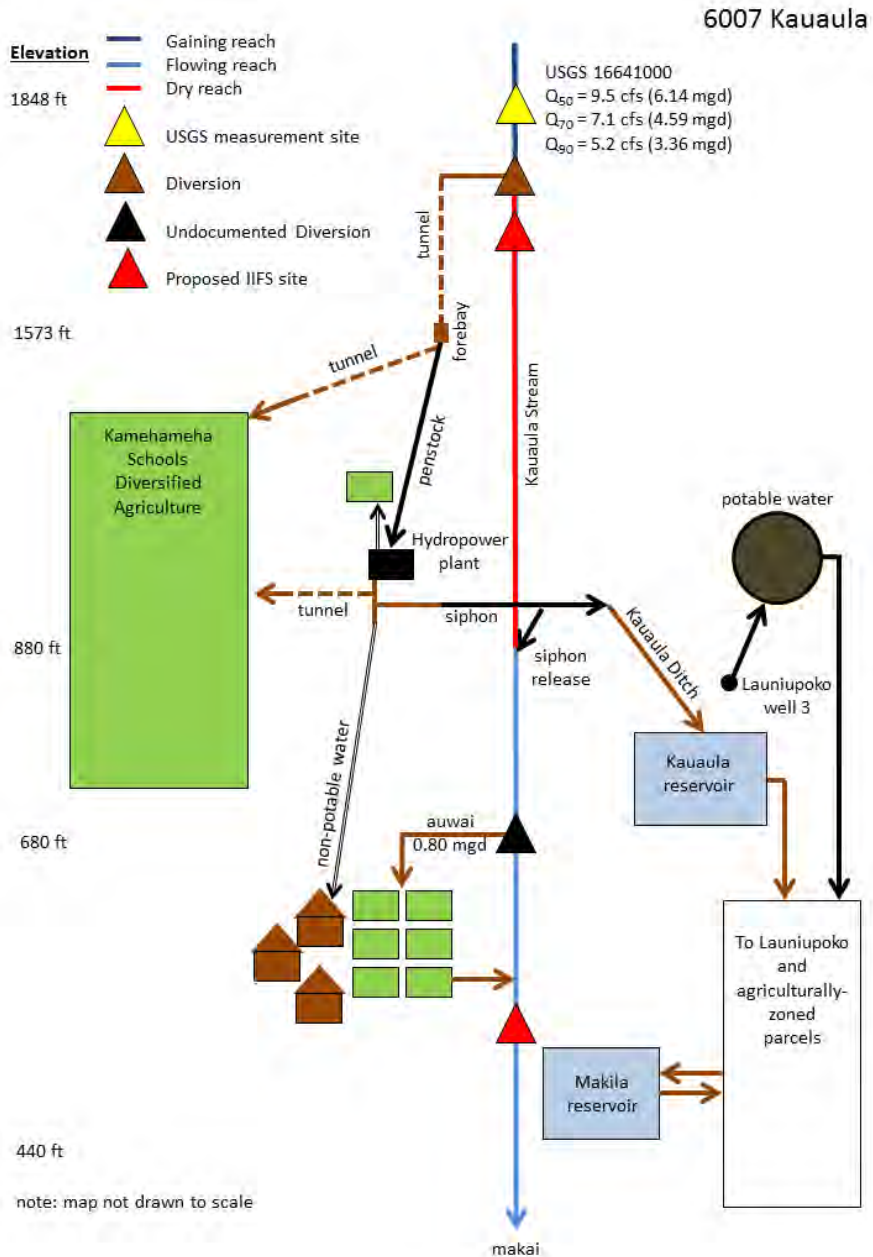 6007 Kauaula
Elevation
Gaining reach
Flowing reach
Dry reach
1848 ft
USGS measurement site
Diversion
Undocumented Diversion
Proposed IIFS site
USGS 16641000
Q50 = 9.5 cfs (6.14 mgd)
Q70 = 7.1 cfs (4.59 mgd)
Q90 = 5.2 cfs (3.36 mgd)
tunnel
1573 ft
forebay
tunnel
penstock
Kauaula Stream
Kamehameha
Schools
Diversified
Agriculture
Hydropower
plant
potable water
tunnel
siphon
siphon
release
Kauaula Ditch
Launiupoko
well 3
880 ft
Kauaula
reservoir
non-potable water
auwai
0.80 mgd
680 ft
To Launiupoko
and
agriculturally-
zoned
parcels
Makila
reservoir
440 ft
note: map not drawn to scale
makai